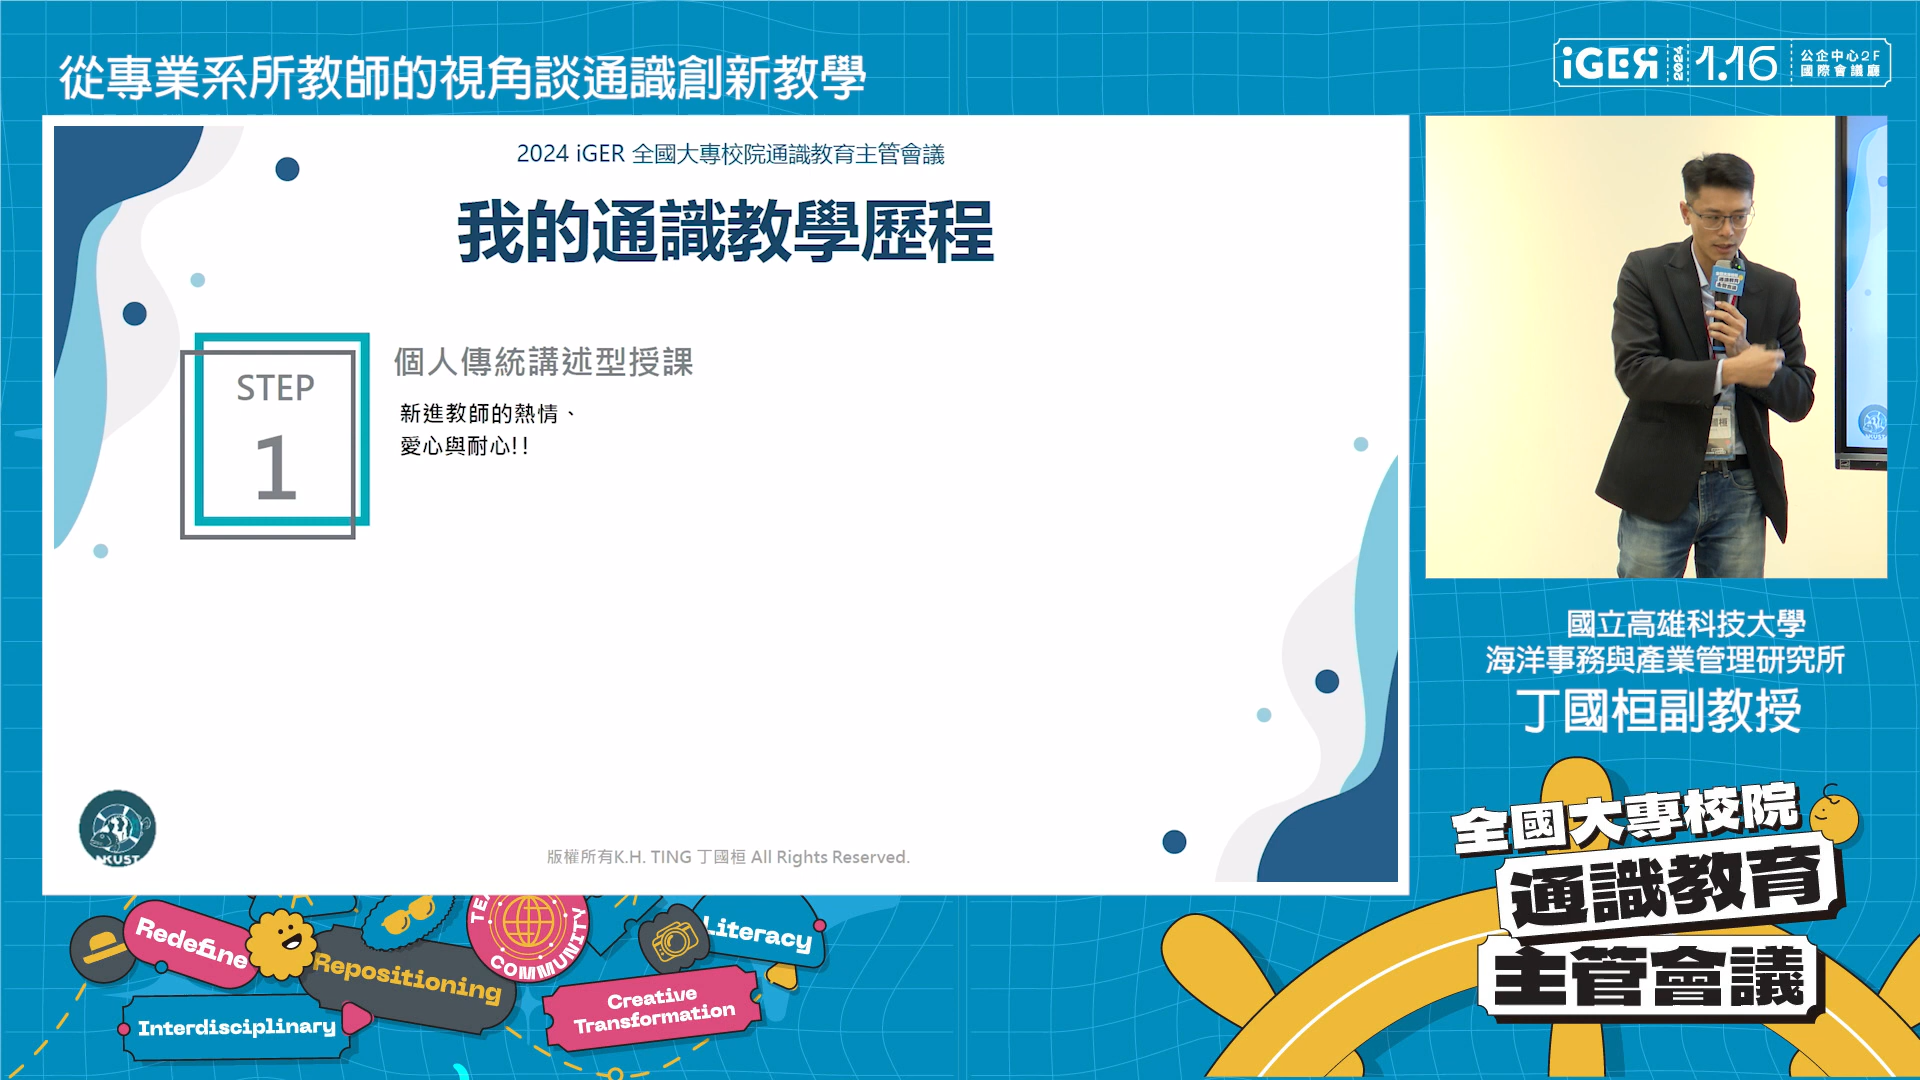 從專業系所教師的視角談通識創新教學
iGER 2024 1.16 公企中心2F
國際會議廳
2024 iGER 全國大專校院通識教育主管會議
我的通識教學歷程
STEP
1
個人傳統講述型授課
新進教師的熱情、
愛心與耐心!!
NKUST
版權所有K.H. TING 丁國桓 All Rights Reserved.
國立高雄科技大學
海洋事務與產業管理研究所
丁國桓副教授
全國大專校院
通識教育
主管會議
Redefine
Repositioning
Interdisciplinary
COMMUNITY
Literacy
Creative
Transformation